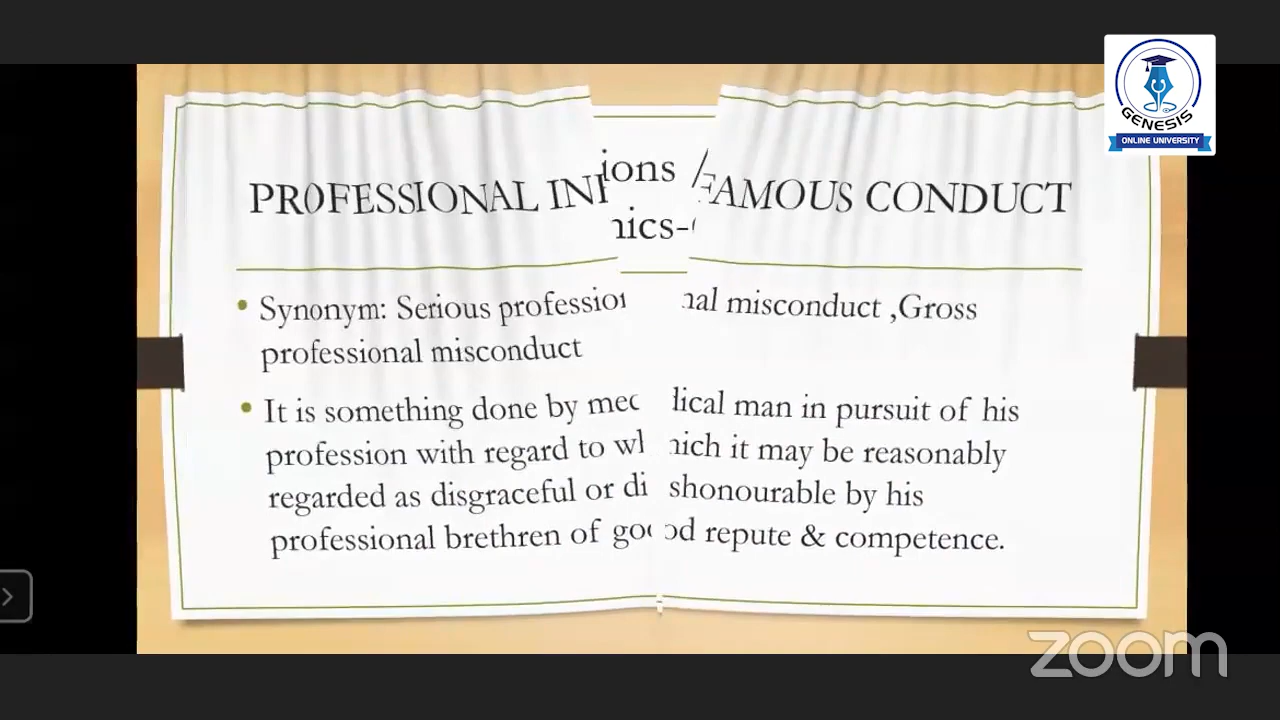 GENESIS
ONLINE UNIVERSITY
PROFESSIONAL INFAMOUS CONDUCT
• Synonym: Serious professional misconduct ,Gross
professional misconduct
• It is something done by medical man in pursuit of his
profession with regard to which it may be reasonably
regarded as disgraceful or dishonourable by his
professional brethren of good repute & competence.
zoom